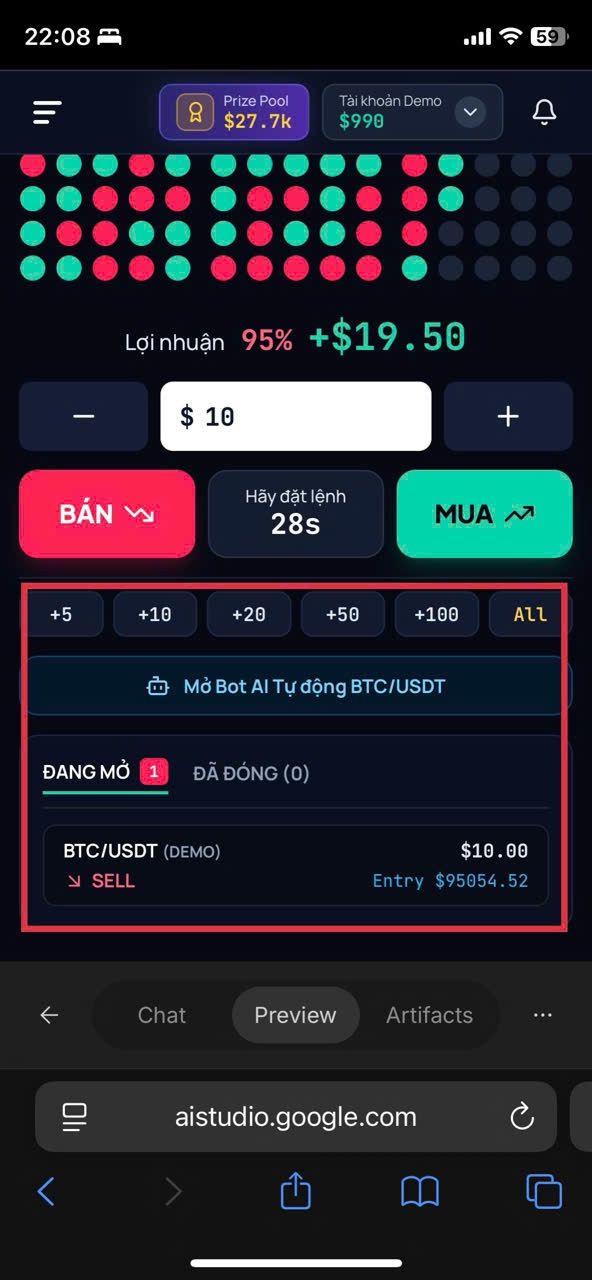 22:08
59
Prize Pool
$27.7k
Tài khoản Demo
$990
Lợi nhuận 95% +$19.50
−
$ 10
+
BÁN
Hãy đặt lệnh
28s
MUA
+5 +10 +20 +50 +100 All
Mở Bot AI Tự động BTC/USDT
ĐANG MỞ 1 ĐÃ ĐÓNG (0)
BTC/USDT (DEMO) $10.00
SELL Entry $95054.52
Chat Preview Artifacts ...
aistudio.google.com